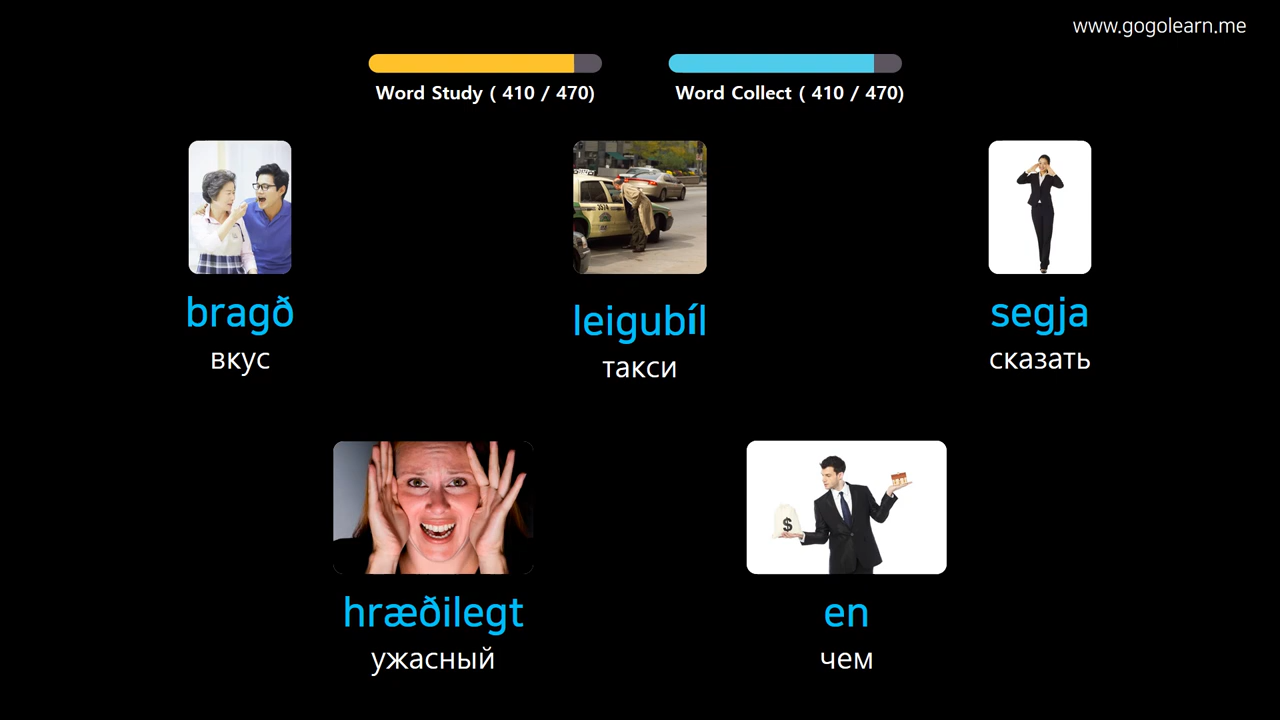 www.gogolearn.me
Word Study ( 410 / 470)
Word Collect ( 410 / 470)
bragð
вкус
leigubíl
такси
segja
сказать
$
hræðilegt
ужасный
en
чем